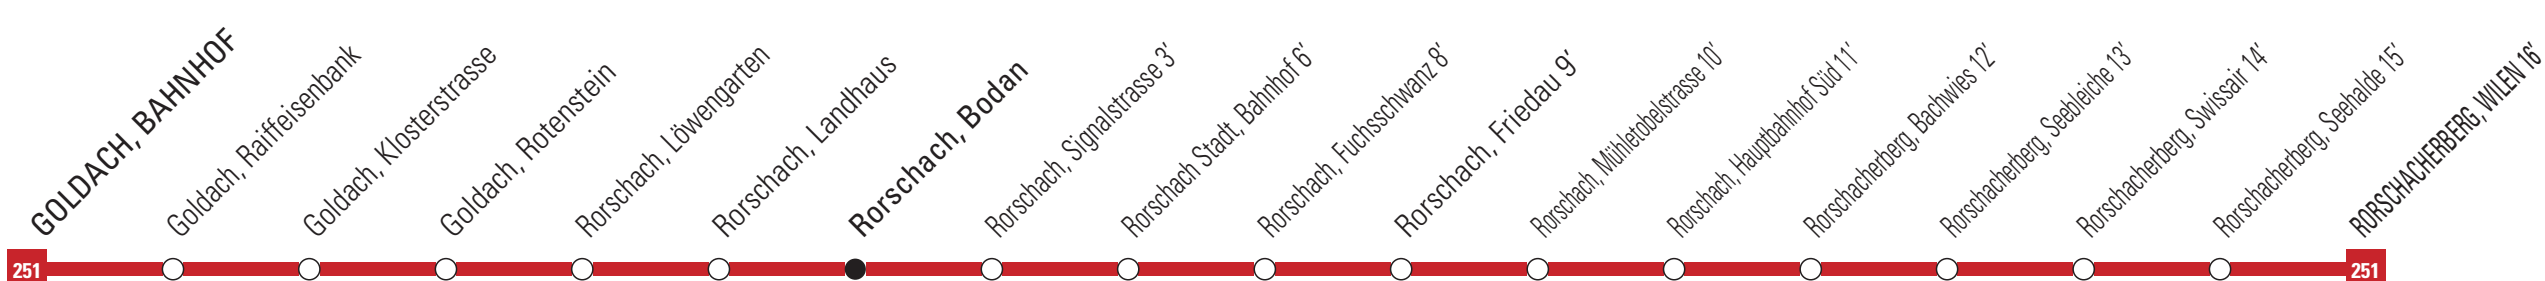 GOLDACH, BAHNHOF
Goldach, Raiffeisenbank
Goldach, Klosterstrasse
Goldach, Rotenstein
Rorschach, Löwengarten
Rorschach, Landhaus
Rorschach, Bodan
Rorschach, Signalstrasse 3'
Rorschach Stadt, Bahnhof 6'
Rorschach, Fuchsschwanz 8'
Rorschach, Friedau 9'
Rorschach, Mühletobelstrasse 10'
Rorschach, Hauptbahnhof Süd 11'
Rorschacherberg, Bachwies 12'
Rorschacherberg, Seebleiche 13'
Rorschacherberg, Swissair 14'
Rorschacherberg, Seehalde 15'
RORSCHACHERBERG, WILEN 16'
251
251